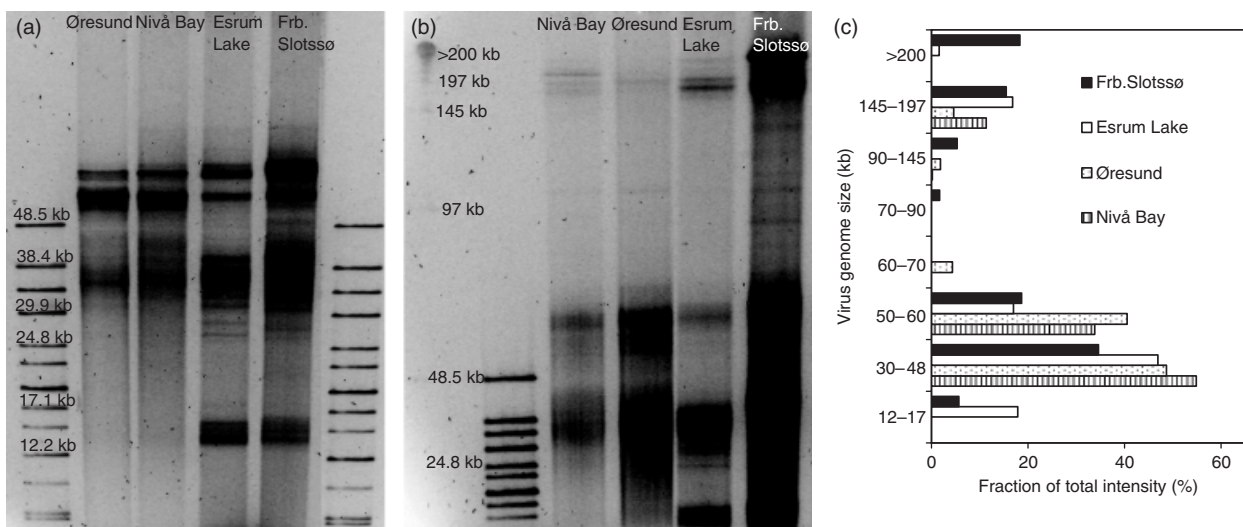 (a)
Øresund Nivå Bay Esrum Lake Frb. Slotssø
48.5 kb
38.4 kb
29.9 kb
24.8 kb
17.1 kb
12.2 kb
(b)
Nivå Bay Øresund Esrum Lake Frb. Slotssø
>200 kb
197 kb
145 kb
97 kb
48.5 kb
24.8 kb
(c)
Virus genome size (kb)
>200
145–197
90–145
70–90
60–70
50–60
30–48
12–17
Frb.Slotssø
Esrum Lake
Øresund
Nivå Bay
0 20 40 60
Fraction of total intensity (%)